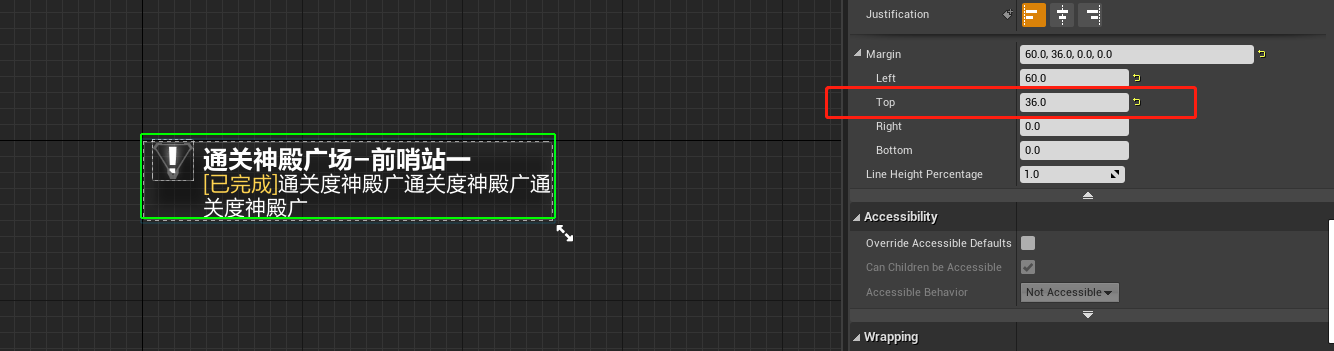 通关神殿广场-前哨站一
[已完成]通关度神殿广通关度神殿广通
关度神殿广
Justification
Margin
60.0, 36.0, 0.0, 0.0
Left
60.0
Top
36.0
Right
0.0
Bottom
0.0
Line Height Percentage
1.0
Accessibility
Override Accessible Defaults
Can Children be Accessible
Accessible Behavior
Not Accessible
Wrapping